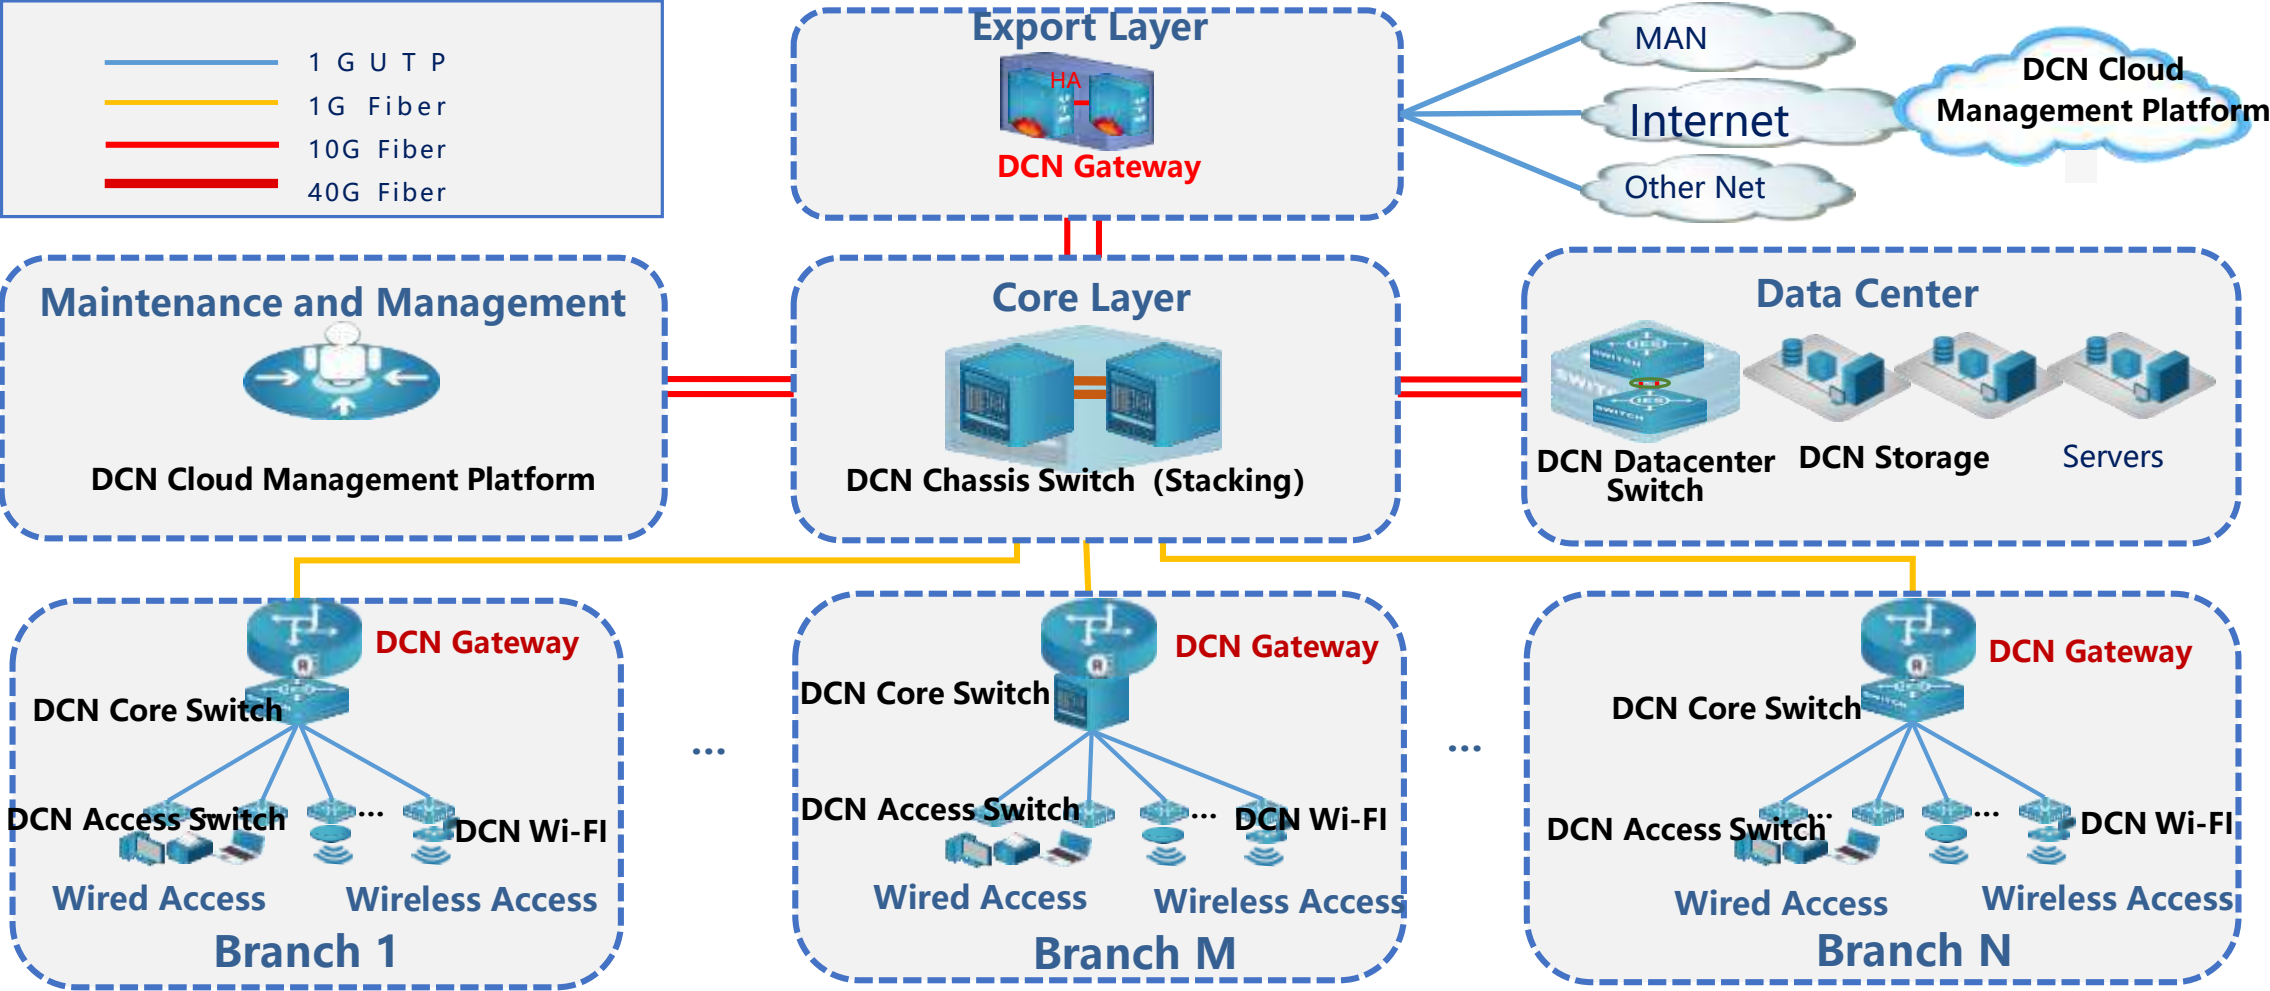 1 G U T P
1G Fiber
10G Fiber
40G Fiber
Export Layer
HA
DCN Gateway
MAN
Internet
Other Net
DCN Cloud
Management Platform
Maintenance and Management
DCN Cloud Management Platform
Core Layer
DCN Chassis Switch (Stacking)
Data Center
SWITCH
SWITCH
DCN Datacenter
Switch
DCN Storage
Servers
DCN Gateway
R
DCN Core Switch
DCN Access Switch
...
...
DCN Wi-FI
Wired Access
Wireless Access
Branch 1
...
DCN Gateway
R
DCN Core Switch
DCN Access Switch
...
...
DCN Wi-FI
Wired Access
Wireless Access
Branch M
...
DCN Gateway
R
DCN Core Switch
SWITCH
DCN Access Switch
...
...
DCN Wi-FI
Wired Access
Wireless Access
Branch N